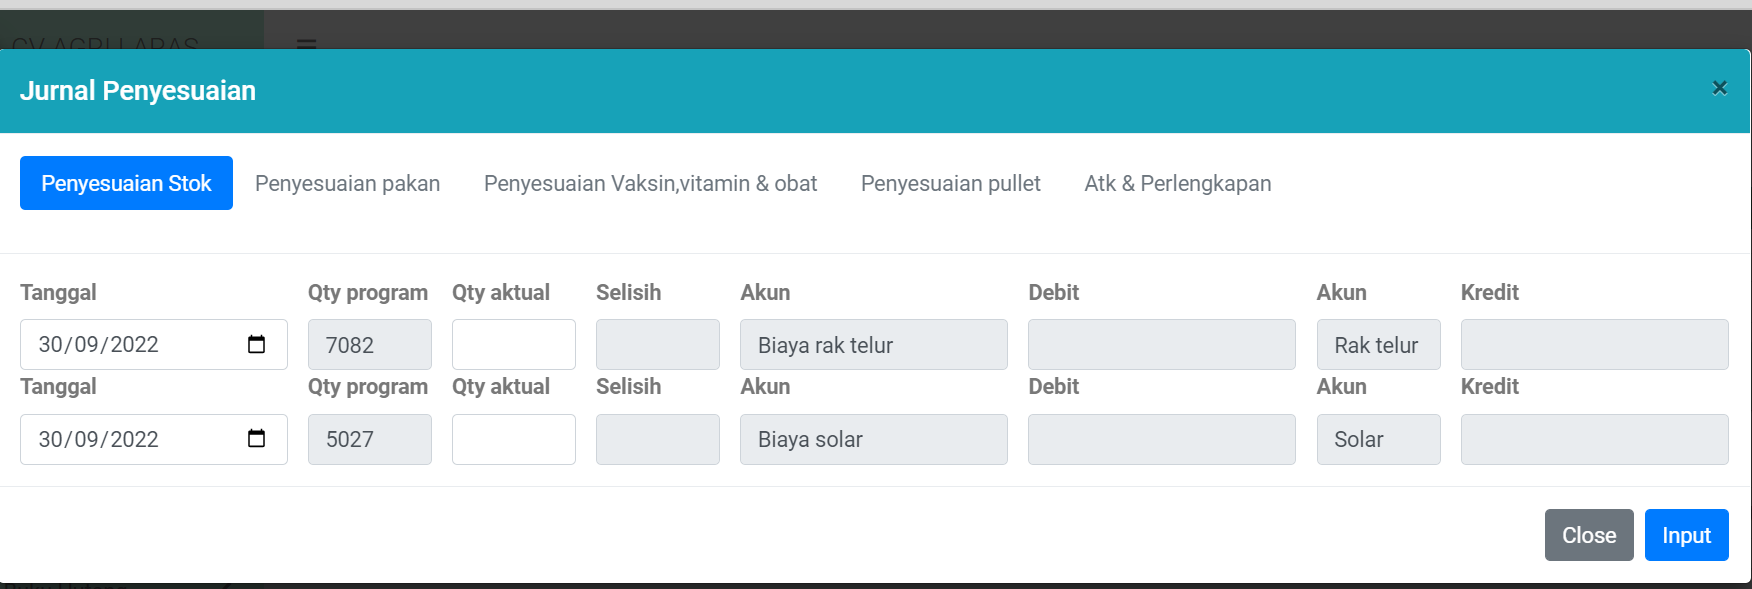 Jurnal Penyesuaian ×
Penyesuaian Stok Penyesuaian pakan Penyesuaian Vaksin,vitamin & obat Penyesuaian pullet Atk & Perlengkapan
Tanggal Qty program Qty aktual Selisih Akun Debit Akun Kredit
30/09/2022 7082 Biaya rak telur Rak telur
Tanggal Qty program Qty aktual Selisih Akun Debit Akun Kredit
30/09/2022 5027 Biaya solar Solar
Close Input